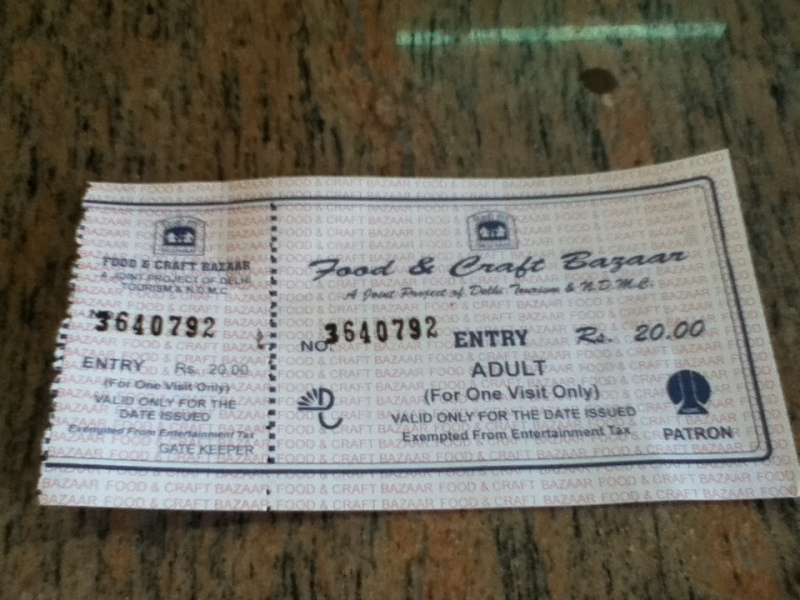 FOOD & CRAFT BAZAAR
A JOINT PROJECT OF DELHI
TOURISM & N.D.M.C.
3640792
ENTRY Rs. 20.00
(For One Visit Only)
VALID ONLY FOR THE
DATE ISSUED
Exempted From Entertainment Tax
GATE KEEPER
Food & Craft Bazaar
A Joint Project of Delhi Tourism & N.D.M.C.
NO. 3640792 ENTRY Rs. 20.00
ADULT
(For One Visit Only)
VALID ONLY FOR THE DATE ISSUED
Exempted From Entertainment Tax
PATRON